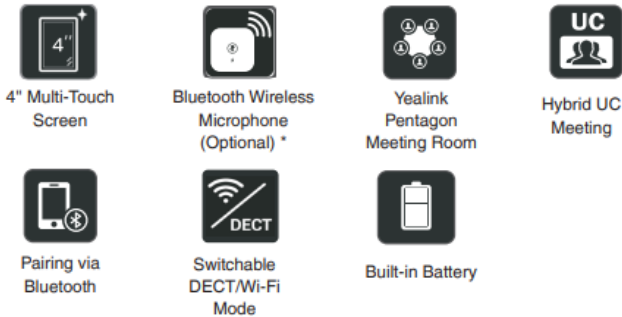 4"
UC
4" Multi-Touch
Screen
Bluetooth Wireless
Microphone
(Optional) *
Yealink
Pentagon
Meeting Room
Hybrid UC
Meeting
DECT
Pairing via
Bluetooth
Switchable
DECT/Wi-Fi
Mode
Built-in Battery